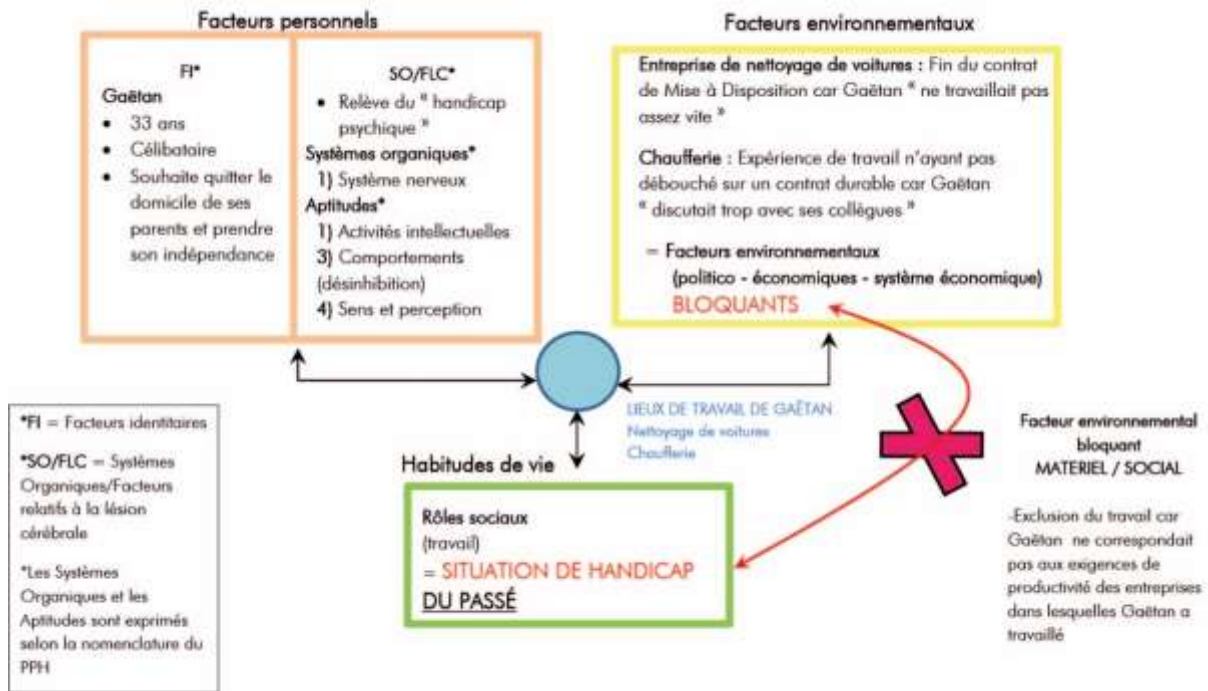 Facteurs personnels
FI*
Gaëtan
• 33 ans
• Célibataire
• Souhaite quitter le
domicile de ses
parents et prendre
son indépendance
SO/FLC*
• Relève du " handicap
psychique "
Systèmes organiques*
1) Système nerveux
Aptitudes*
1) Activités intellectuelles
3) Comportements
(désinhibition)
4) Sens et perception
Facteurs environnementaux
Entreprise de nettoyage de voitures : Fin du contrat
de Mise à Disposition car Gaëtan " ne travaillait pas
assez vite "
Chaufferie : Expérience de travail n'ayant pas
débouché sur un contrat durable car Gaëtan
" discutait trop avec ses collègues "
= Facteurs environnementaux
(politico - économiques - système économique)
BLOQUANTS
LIEUX DE TRAVAIL DE GAËTAN
Nettoyage de voitures
Chaufferie
Habitudes de vie
Rôles sociaux
(travail)
= SITUATION DE HANDICAP
DU PASSÉ
Facteur environnemental
bloquant
MATERIEL / SOCIAL
-Exclusion du travail car
Gaëtan ne correspondait
pas aux exigences de
productivité des entreprises
dans lesquelles Gaëtan a
travaillé
*FI = Facteurs identitaires
*SO/FLC = Systèmes
Organiques/Facteurs
relatifs à la lésion
cérébrale
*Les Systèmes
Organiques et les
Aptitudes sont exprimés
selon la nomenclature du
PPH